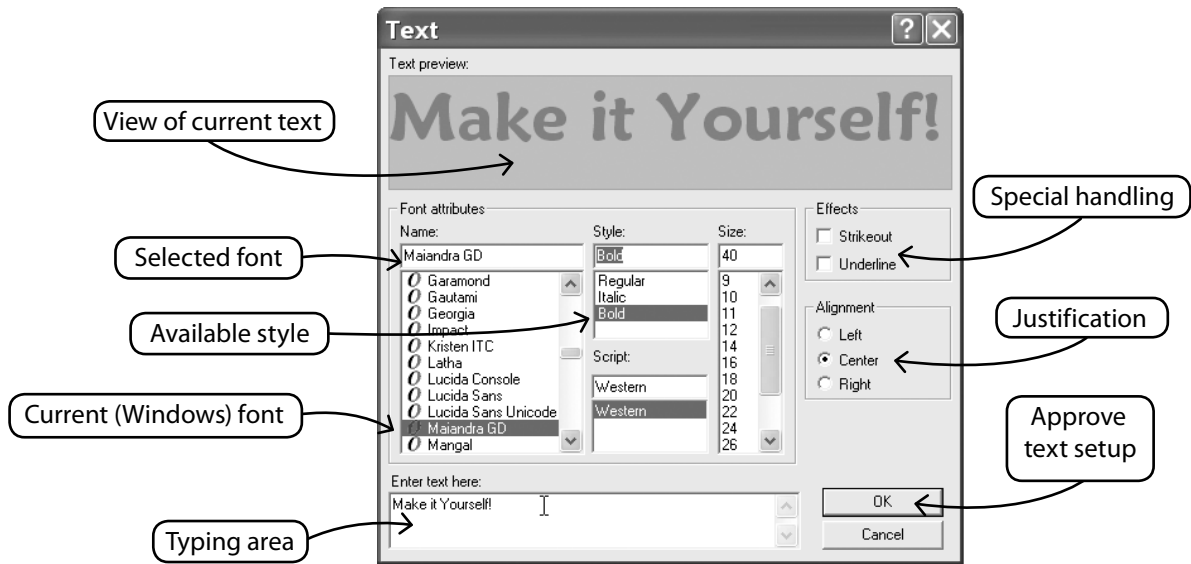 Text
Text preview:
Make it Yourself!
View of current text
Special handling
Selected font
Available style
Current (Windows) font
Typing area
Justification
Approve
text setup
Font attributes
Name:
Maiandra GD
Garamond
Gautami
Georgia
Impact
Kristen ITC
Latha
Lucida Console
Lucida Sans
Lucida Sans Unicode
Maiandra GD
Mangal
Style:
Bold
Regular
Italic
Bold
Script:
Western
Western
Size:
40
9
10
11
12
14
16
18
20
22
24
26
Effects
Strikeout
Underline
Alignment
Left
Center
Right
Enter text here:
Make it Yourself!
OK
Cancel